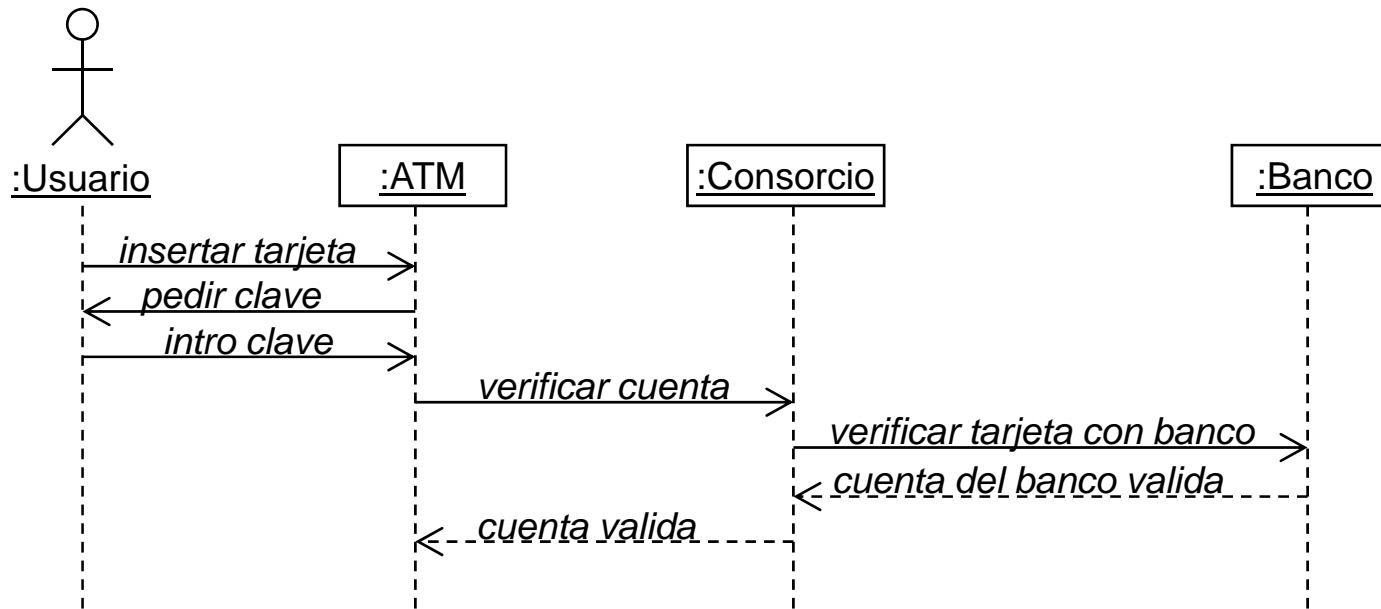 :Usuario
:ATM
:Consorcio
:Banco
insertar tarjeta
pedir clave
intro clave
verificar cuenta
verificar tarjeta con banco
cuenta del banco valida
cuenta valida